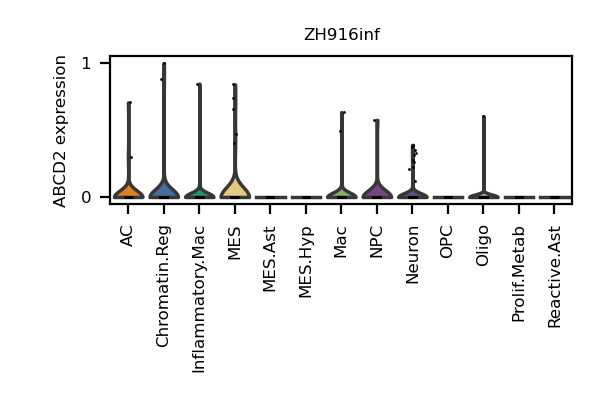 ZH916inf
ABCD2 expression
1
0
AC
Chromatin.Reg
Inflammatory.Mac
MES
MES.Ast
MES.Hyp
Mac
NPC
Neuron
OPC
Oligo
Prolif.Metab
Reactive.Ast